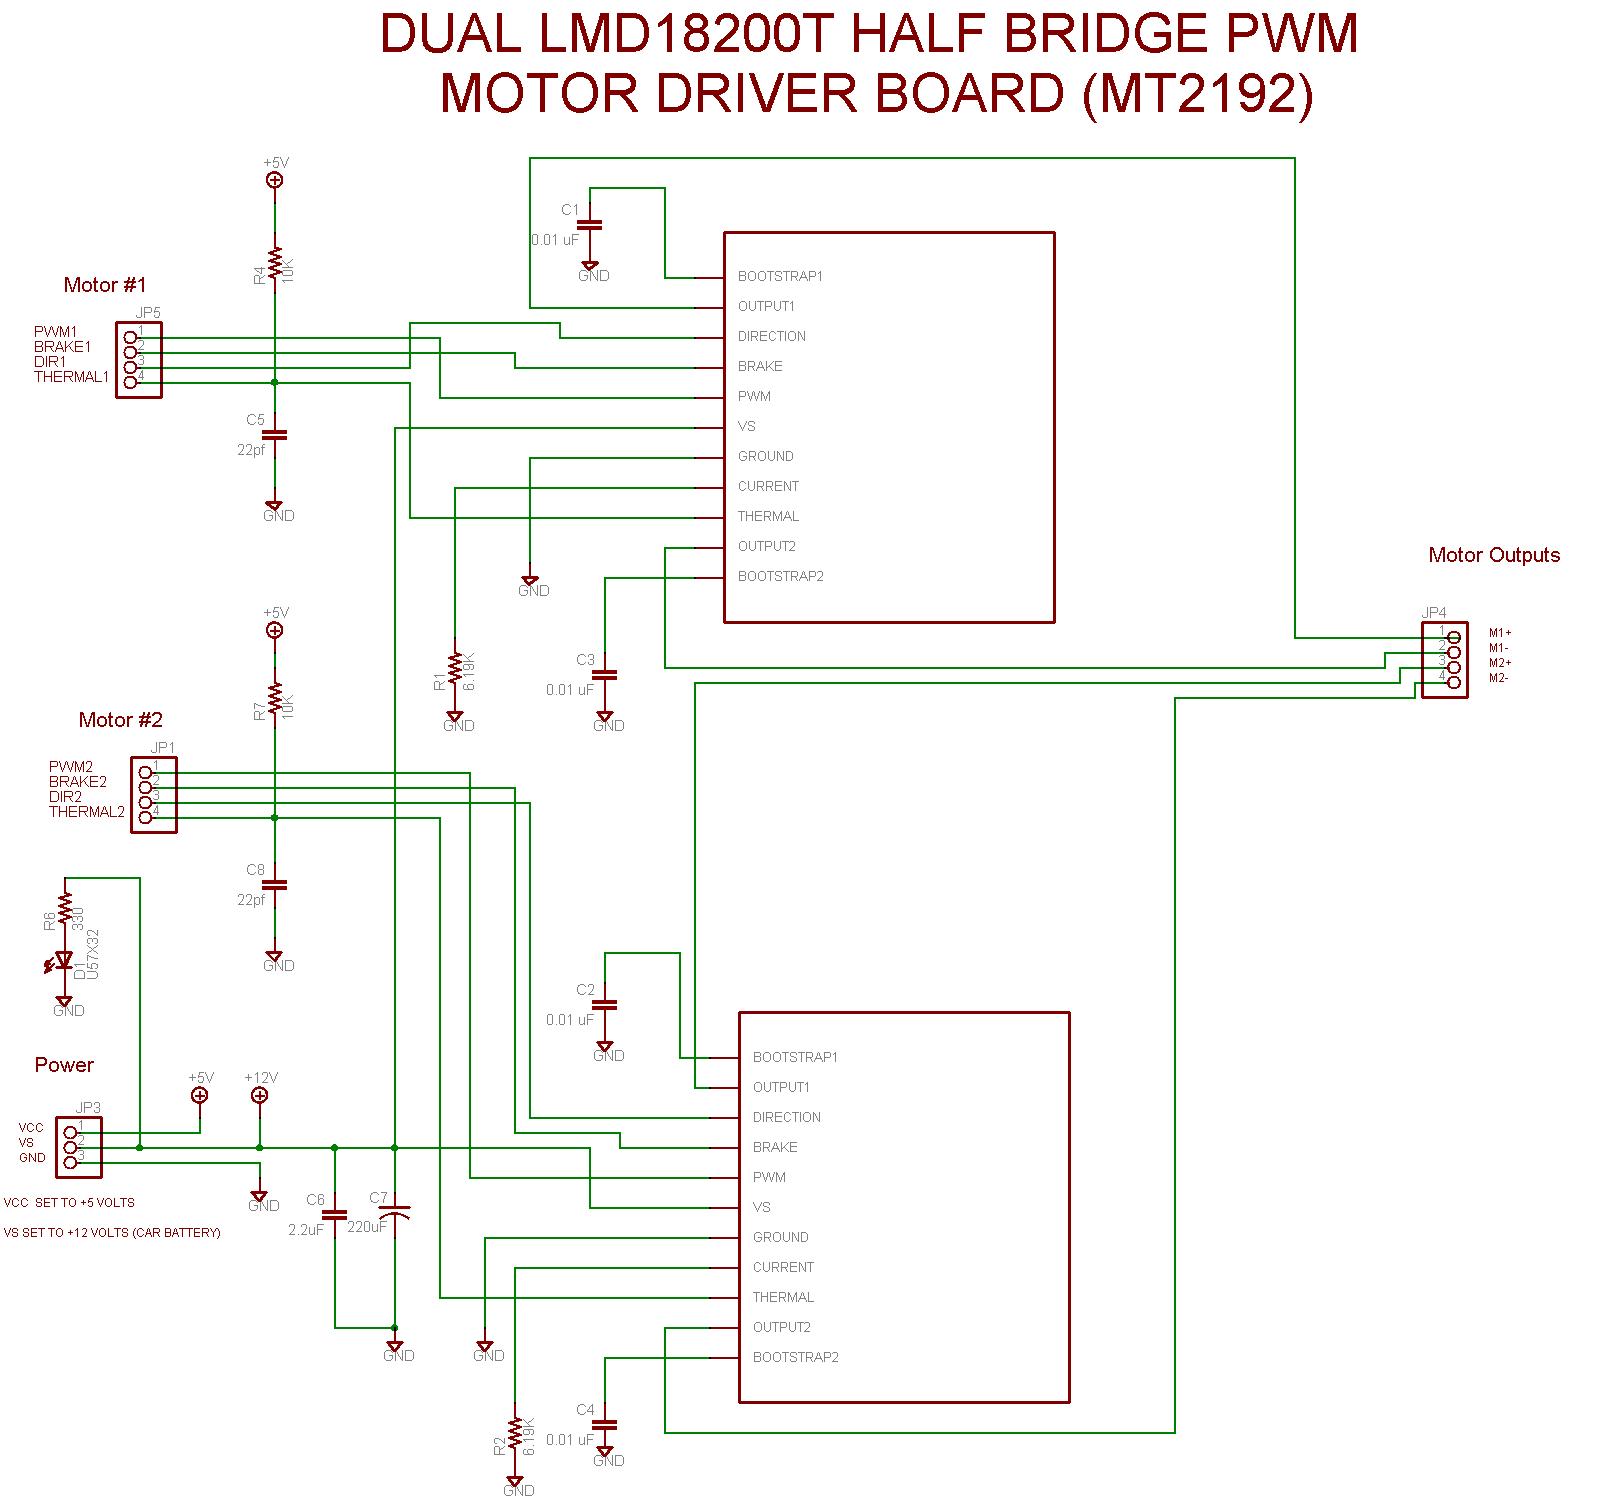 DUAL LMD18200T HALF BRIDGE PWM
MOTOR DRIVER BOARD (MT2192)
+5V
R4
10K
C1
0.01 uF
GND
Motor #1
JP5
PWM1
BRAKE1
DIR1
THERMAL1
1
2
3
4
C5
22pf
GND
BOOTSTRAP1
OUTPUT1
DIRECTION
BRAKE
PWM
VS
GROUND
CURRENT
THERMAL
OUTPUT2
BOOTSTRAP2
GND
R1
6.19K
GND
C3
0.01 uF
GND
Motor Outputs
JP4
1
2
3
4
M1+
M1-
M2+
M2-
+5V
R7
10K
Motor #2
JP1
PWM2
BRAKE2
DIR2
THERMAL2
1
2
3
4
C8
22pf
GND
R6
330
D1
U57X32
GND
C2
0.01 uF
GND
Power
+5V
+12V
JP3
VCC
VS
GND
1
2
3
GND
VCC SET TO +5 VOLTS
VS SET TO +12 VOLTS (CAR BATTERY)
C6
2.2uF
C7
220uF
GND
GND
BOOTSTRAP1
OUTPUT1
DIRECTION
BRAKE
PWM
VS
GROUND
CURRENT
THERMAL
OUTPUT2
BOOTSTRAP2
R2
6.19K
GND
C4
0.01 uF
GND